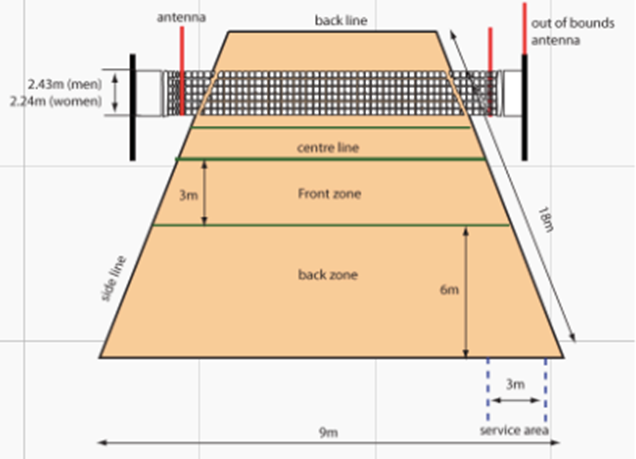 antenna
back line
out of bounds
antenna
2.43m (men)
2.24m (women)
centre line
3m
Front zone
18m
side line
back zone
6m
3m
service area
9m